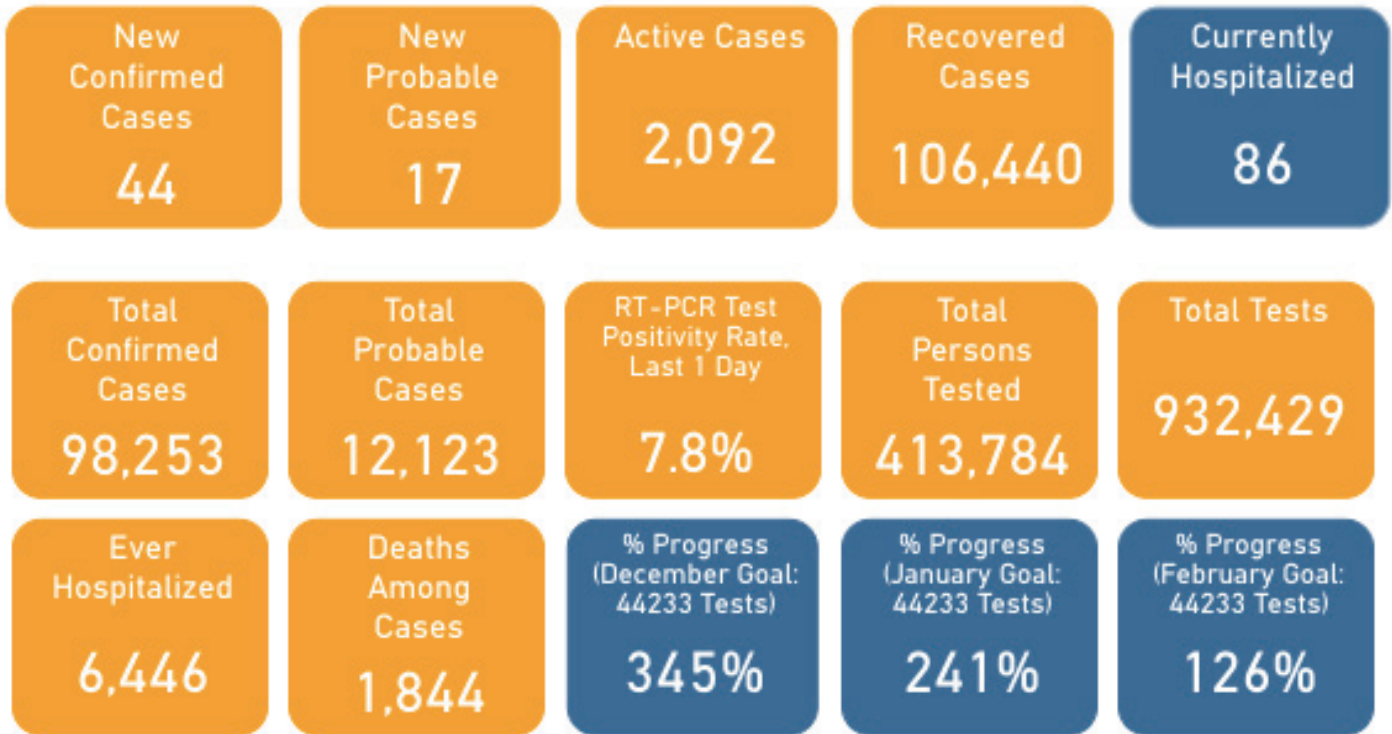 New
Confirmed
Cases
44
New
Probable
Cases
17
Active Cases
2,092
Recovered
Cases
106,440
Currently
Hospitalized
86
Total
Confirmed
Cases
98,253
Total
Probable
Cases
12,123
RT-PCR Test
Positivity Rate,
Last 1 Day
7.8%
Total
Persons
Tested
413,784
Total Tests
932,429
Ever
Hospitalized
6,446
Deaths
Among
Cases
1,844
% Progress
(December Goal:
44233 Tests)
345%
% Progress
(January Goal:
44233 Tests)
241%
% Progress
(February Goal:
44233 Tests)
126%